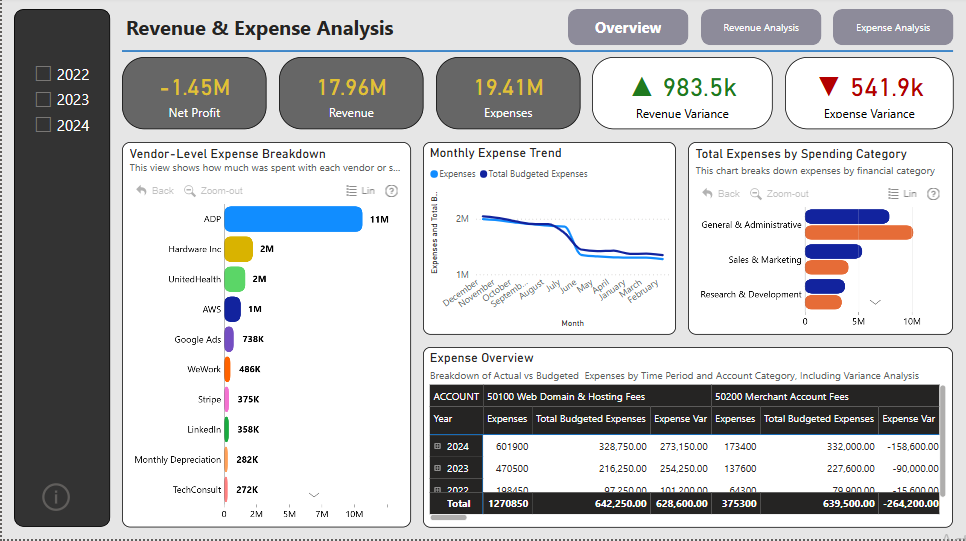 Revenue & Expense Analysis
Overview
Revenue Analysis
Expense Analysis
2022
2023
2024
-1.45M
Net Profit
17.96M
Revenue
19.41M
Expenses
▲ 983.5k
Revenue Variance
▼ 541.9k
Expense Variance
Vendor-Level Expense Breakdown
This view shows how much was spent with each vendor or s...
Back Zoom-out Lin ?
ADP 11M
Hardware Inc 2M
UnitedHealth 2M
AWS 1M
Google Ads 738K
WeWork 486K
Stripe 375K
LinkedIn 358K
Monthly Depreciation 282K
TechConsult 272K
0 2M 5M 7M 10M
Monthly Expense Trend
Expenses Total Budgeted Expenses
Expenses and Total B...
2M
1M
December
November
October
Septemb...
August
July
June
May
April
January
March
February
Month
Total Expenses by Spending Category
This chart breaks down expenses by financial category
Back Zoom-out Lin ?
General & Administrative
Sales & Marketing
Research & Development
0M 5M 10M
Expense Overview
Breakdown of Actual vs Budgeted Expenses by Time Period and Account Category, Including Variance Analysis
ACCOUNT 50100 Web Domain & Hosting Fees 50200 Merchant Account Fees
Year Expenses Total Budgeted Expenses Expense Var Expenses Total Budgeted Expenses Expense Var
2024 601900 328,750.00 273,150.00 173400 332,000.00 -158,600.00
2023 470500 216,250.00 254,250.00 137600 227,600.00 -90,000.00
2022 198450 97,250.00 101,200.00 64300 79,900.00 -15,600.00
Total 1270850 642,250.00 628,600.00 375300 639,500.00 -264,200.00
i